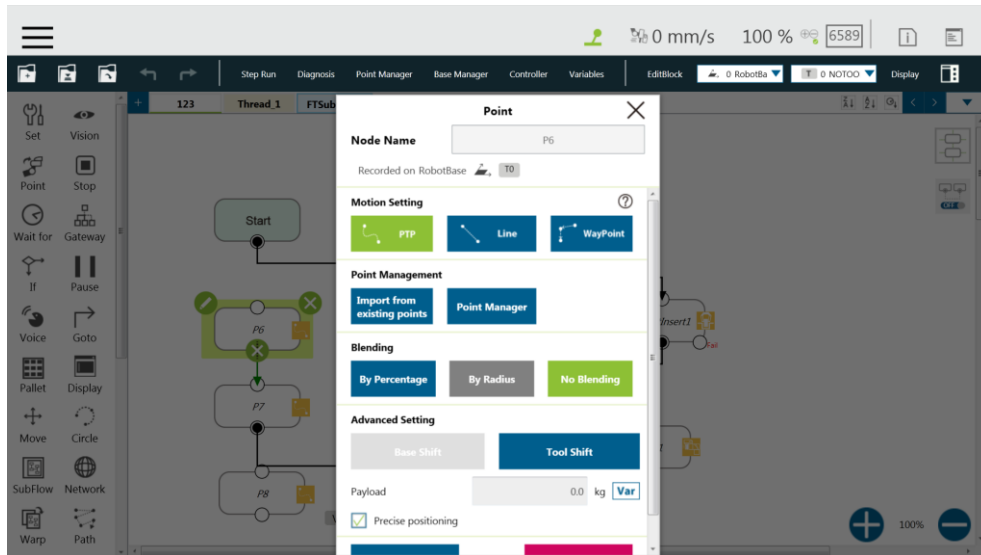 0 mm/s 100 % 6589
Step Run Diagnosis Point Manager Base Manager Controller Variables EditBlock 0 RobotBa T 0 NOTOO Display
123 Thread_1 FTSub
Set Vision
Point Stop
Wait for Gateway
If Pause
Voice Goto
Pallet Display
Move Circle
SubFlow Network
Warp Path
Start
P6
P7
P8
Point
Node Name P6
Recorded on RobotBase T0
Motion Setting
PTP Line WayPoint
Point Management
Import from
existing points
Point Manager
Blending
By Percentage By Radius No Blending
Advanced Setting
Base Shift Tool Shift
Payload 0.0 kg Var
Precise positioning
Insert1
Fail
OFF
100%